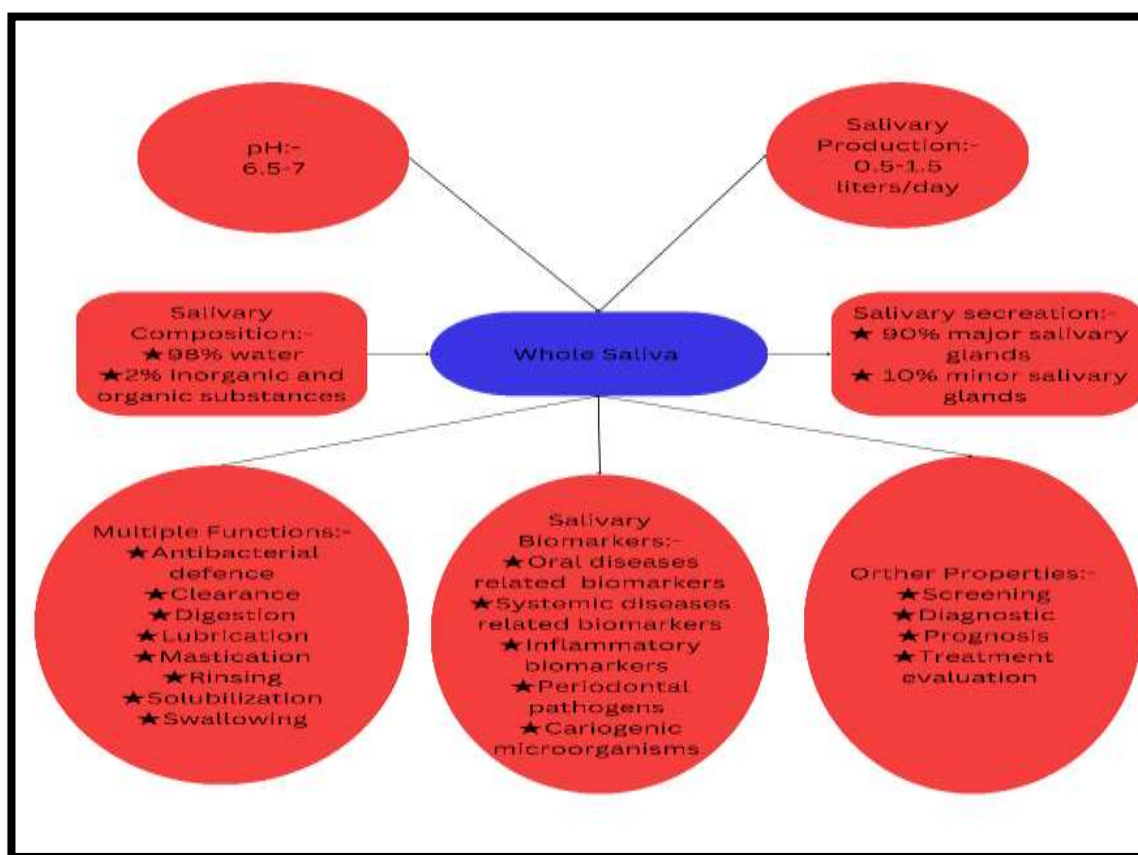 pH:-
6.5-7
Salivary
Production:-
0.5-1.5
liters/day
Salivary
Composition:-
★98% water
★2% Inorganic and
organic substances
Whole Saliva
Salivary secreation:-
★ 90% major salivary
glands
★ 10% minor salivary
glands
Multiple Functions:-
★Antibacterial
defence
★Clearance
★Digestion
★Lubrication
★Mastication
★Rinsing
★Solubilization
★Swallowing
Salivary
Biomarkers:-
★Oral diseases
related biomarkers
★Systemic diseases
related biomarkers
★Inflammatory
biomarkers
★Periodontal
pathogens
★Cariogenic
microorganisms
Orther Properties:-
★Screening
★Diagnostic
★Prognosis
★Treatment
evaluation